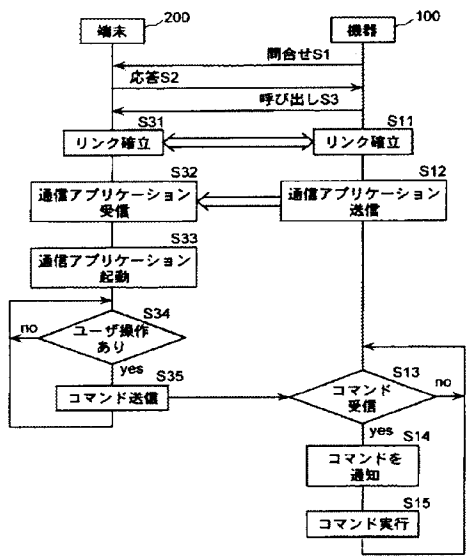 端末
200
機器
100
問合せS1
応答S2
呼び出しS3
S31
リンク確立
S11
リンク確立
S32
通信アプリケーション
受信
S12
通信アプリケーション
送信
S33
通信アプリケーション
起動
S34
ユーザ操作
あり
no
yes
S35
コマンド送信
S13
コマンド
受信
no
yes
S14
コマンドを
通知
S15
コマンド実行